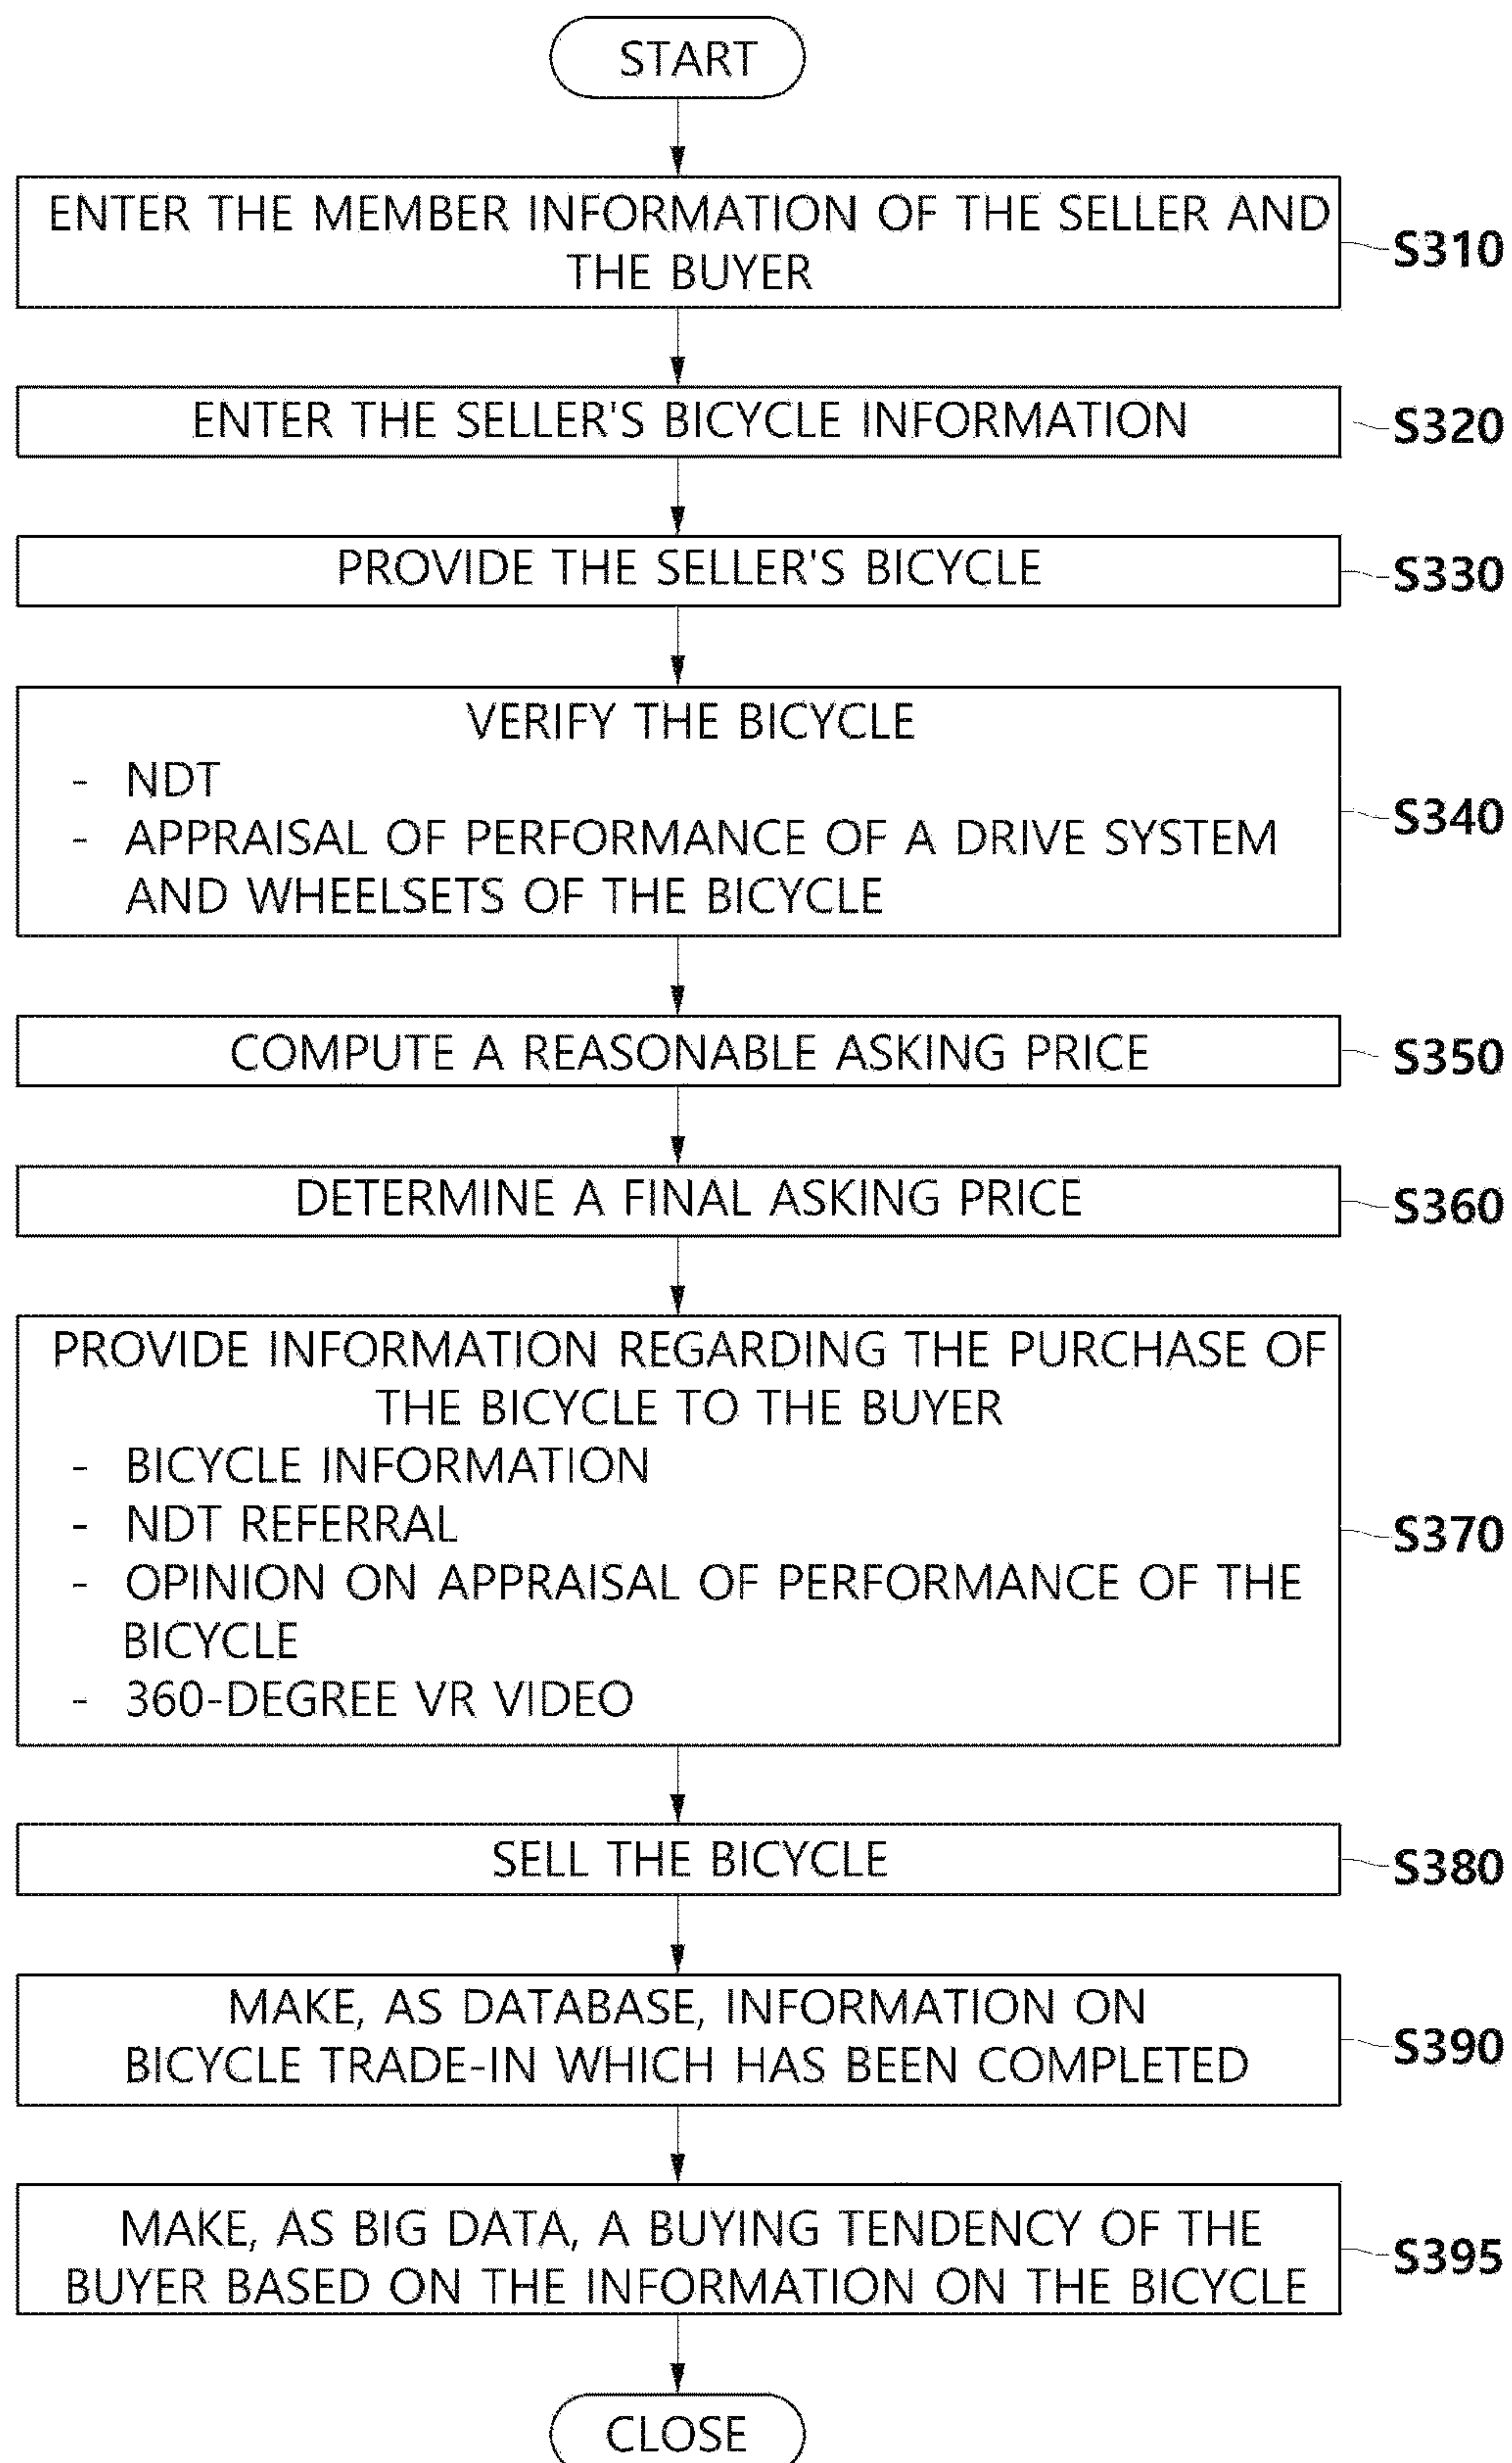 START
ENTER THE MEMBER INFORMATION OF THE SELLER AND
THE BUYER
S310
ENTER THE SELLER'S BICYCLE INFORMATION
S320
PROVIDE THE SELLER'S BICYCLE
S330
VERIFY THE BICYCLE
- NDT
- APPRAISAL OF PERFORMANCE OF A DRIVE SYSTEM
AND WHEELSETS OF THE BICYCLE
S340
COMPUTE A REASONABLE ASKING PRICE
S350
DETERMINE A FINAL ASKING PRICE
S360
PROVIDE INFORMATION REGARDING THE PURCHASE OF
THE BICYCLE TO THE BUYER
- BICYCLE INFORMATION
- NDT REFERRAL
- OPINION ON APPRAISAL OF PERFORMANCE OF THE
BICYCLE
- 360-DEGREE VR VIDEO
S370
SELL THE BICYCLE
S380
MAKE, AS DATABASE, INFORMATION ON
BICYCLE TRADE-IN WHICH HAS BEEN COMPLETED
S390
MAKE, AS BIG DATA, A BUYING TENDENCY OF THE
BUYER BASED ON THE INFORMATION ON THE BICYCLE
S395
CLOSE